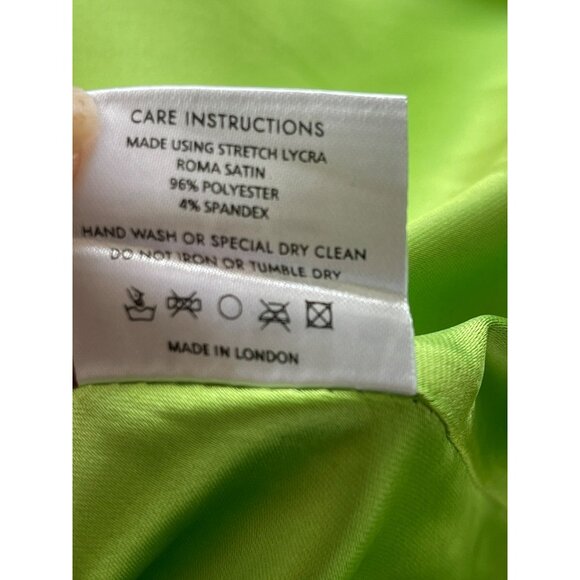 CARE INSTRUCTIONS
MADE USING STRETCH LYCRA
ROMA SATIN
96% POLYESTER
4% SPANDEX
HAND WASH OR SPECIAL DRY CLEAN
DO NOT IRON OR TUMBLE DRY
MADE IN LONDON